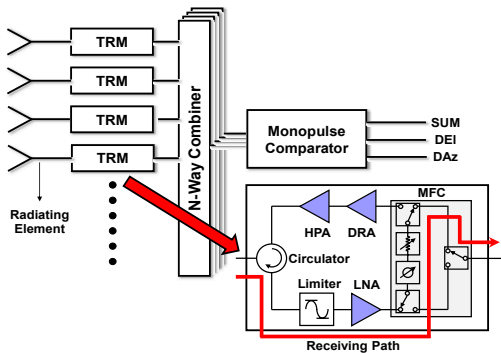 TRM
TRM
TRM
TRM
N-Way Combiner
Radiating
Element
Monopulse
Comparator
SUM
DEl
DAz
MFC
HPA
DRA
Circulator
Limiter
LNA
Receiving Path